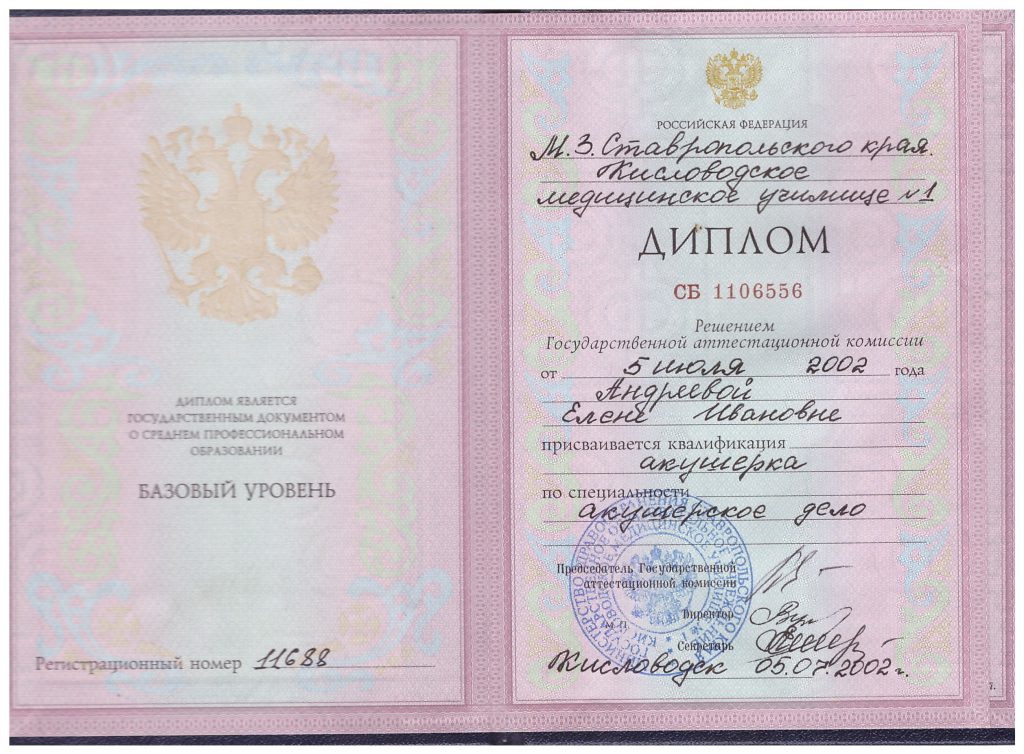 ДИПЛОМ ЯВЛЯЕТСЯ
ГОСУДАРСТВЕННЫМ ДОКУМЕНТОМ
О СРЕДНЕМ ПРОФЕССИОНАЛЬНОМ
ОБРАЗОВАНИИ
БАЗОВЫЙ УРОВЕНЬ
Регистрационный номер 11688
РОССИЙСКАЯ ФЕДЕРАЦИЯ
М.З. Ставропольского края.
Кисловодское
медицинское училище №1
ДИПЛОМ
СБ 1106556
Решением
Государственной аттестационной комиссии
от 5 июля 2002 года
Андреевой
Елене Ивановне
присваивается квалификация
акушерка
по специальности
акушерское дело
Председатель Государственной
аттестационной комиссии
Директор
М.П.
Секретарь
Кисловодск 05.07.2002г.